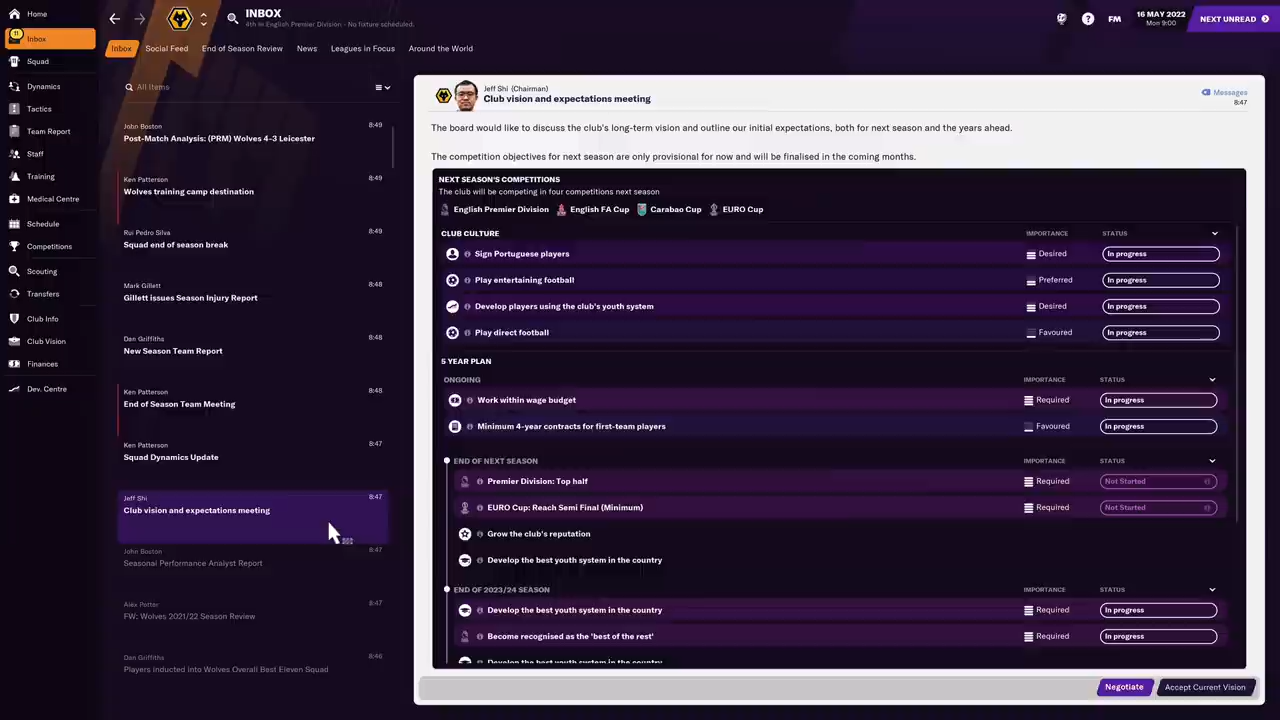 Home
INBOX
4th in English Premier Division - No fixture scheduled.
16 MAY 2022
Mon 9:00
FM
NEXT UNREAD
11
Inbox
Inbox
Social Feed
End of Season Review
News
Leagues in Focus
Around the World
Squad
Dynamics
Tactics
Team Report
Staff
Training
Medical Centre
Schedule
Competitions
Scouting
Transfers
Club Info
Club Vision
Finances
Dev. Centre
All Items
John Boston
8:49
Post-Match Analysis: (PRM) Wolves 4-3 Leicester
Ken Patterson
8:49
Wolves training camp destination
Rui Pedro Silva
8:49
Squad end of season break
Mark Gillett
8:48
Gillett issues Season Injury Report
Dan Griffiths
8:48
New Season Team Report
Ken Patterson
8:48
End of Season Team Meeting
Ken Patterson
8:47
Squad Dynamics Update
Jeff Shi
8:47
Club vision and expectations meeting
John Boston
8:47
Seasonal Performance Analyst Report
Alex Potter
8:47
FW: Wolves 2021/22 Season Review
Dan Griffiths
8:46
Players inducted into Wolves Overall Best Eleven Squad
Jeff Shi (Chairman)
Club vision and expectations meeting
Messages
8:47
The board would like to discuss the club's long-term vision and outline our initial expectations, both for next season and the years ahead.
The competition objectives for next season are only provisional for now and will be finalised in the coming months.
NEXT SEASON'S COMPETITIONS
The club will be competing in four competitions next season
English Premier Division English FA Cup Carabao Cup EURO Cup
CLUB CULTURE IMPORTANCE STATUS
Sign Portuguese players Desired In progress
Play entertaining football Preferred In progress
Develop players using the club's youth system Desired In progress
Play direct football Favoured In progress
5 YEAR PLAN
ONGOING IMPORTANCE STATUS
Work within wage budget Required In progress
Minimum 4-year contracts for first-team players Favoured In progress
END OF NEXT SEASON IMPORTANCE STATUS
Premier Division: Top half Required Not Started
EURO Cup: Reach Semi Final (Minimum) Required Not Started
Grow the club's reputation
Develop the best youth system in the country
END OF 2023/24 SEASON IMPORTANCE STATUS
Develop the best youth system in the country Required In progress
Become recognised as the 'best of the rest' Required In progress
Develop the best youth system in the country
Negotiate
Accept Current Vision